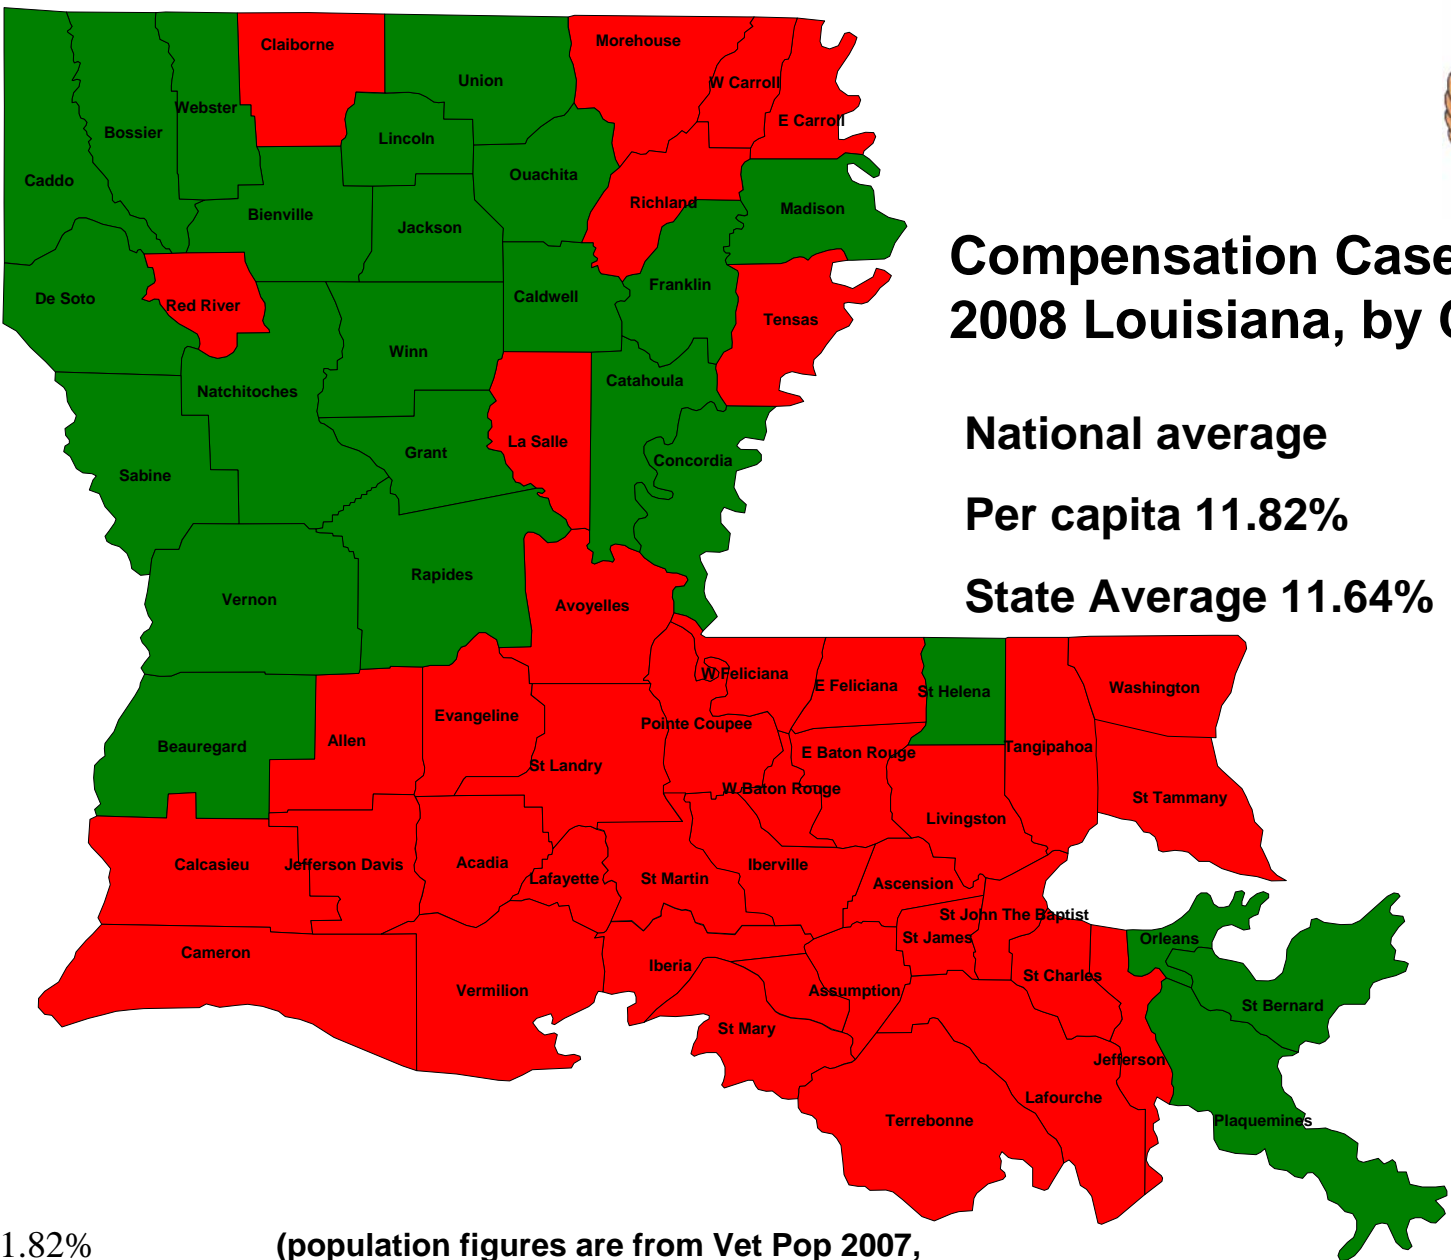 Claiborne
Morehouse
Union
W Carroll
Webster
E Carroll
Bossier
Lincoln
Ouachita
Caddo
Richland
Madison
Bienville
Jackson
Compensation Case
2008 Louisiana, by
De Soto
Red River
Caldwell
Franklin
Tensas
Winn
Natchitoches
Catahoula
National average
La Salle
Grant
Concordia
Sabine
Per capita 11.82%
Rapides
Vernon
Avoyelles
State Average 11.64%
W Feliciana
E Feliciana
St Helena
Washington
Evangeline
Pointe Coupee
Allen
Beauregard
Tangipahoa
E Baton Rouge
St Landry
W Baton Rouge
St Tammany
Livingston
Calcasieu
Jefferson Davis
Acadia
Iberville
Lafayette
St Martin
Ascension
St John The Baptist
St James
Orleans
Cameron
Iberia
St Charles
Vermilion
Assumption
St Bernard
St Mary
Jefferson
Lafourche
Terrebonne
Plaquemines
1.82%
(population figures are from Vet Pop 2007,